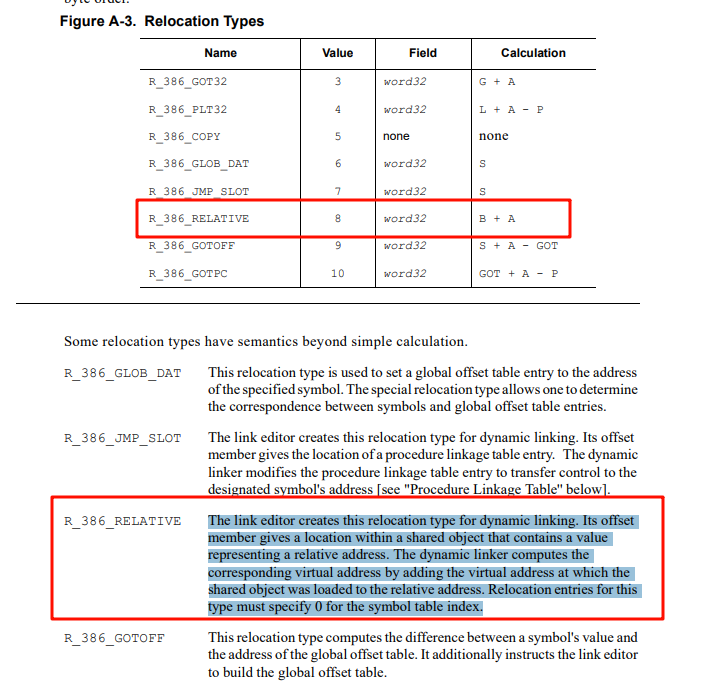 byte order.
Figure A-3. Relocation Types
Name Value Field Calculation
R_386_GOT32 3 word32 G + A
R_386_PLT32 4 word32 L + A - P
R_386_COPY 5 none none
R_386_GLOB_DAT 6 word32 S
R_386_JMP_SLOT 7 word32 S
R_386_RELATIVE 8 word32 B + A
R_386_GOTOFF 9 word32 S + A - GOT
R_386_GOTPC 10 word32 GOT + A - P
Some relocation types have semantics beyond simple calculation.
R_386_GLOB_DAT This relocation type is used to set a global offset table entry to the address
of the specified symbol. The special relocation type allows one to determine
the correspondence between symbols and global offset table entries.
R_386_JMP_SLOT The link editor creates this relocation type for dynamic linking. Its offset
member gives the location of a procedure linkage table entry. The dynamic
linker modifies the procedure linkage table entry to transfer control to the
designated symbol's address [see "Procedure Linkage Table" below].
R_386_RELATIVE The link editor creates this relocation type for dynamic linking. Its offset
member gives a location within a shared object that contains a value
representing a relative address. The dynamic linker computes the
corresponding virtual address by adding the virtual address at which the
shared object was loaded to the relative address. Relocation entries for this
type must specify 0 for the symbol table index.
R_386_GOTOFF This relocation type computes the difference between a symbol's value and
the address of the global offset table. It additionally instructs the link editor
to build the global offset table.